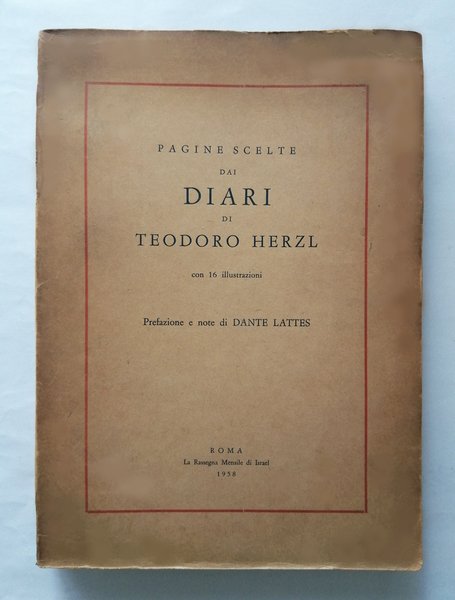 PAGINE SCELTE
DAI
DIARI
DI
TEODORO HERZL
con 16 illustrazioni
Prefazione e note di DANTE LATTES
ROMA
La Rassegna Mensile di Israel
1958